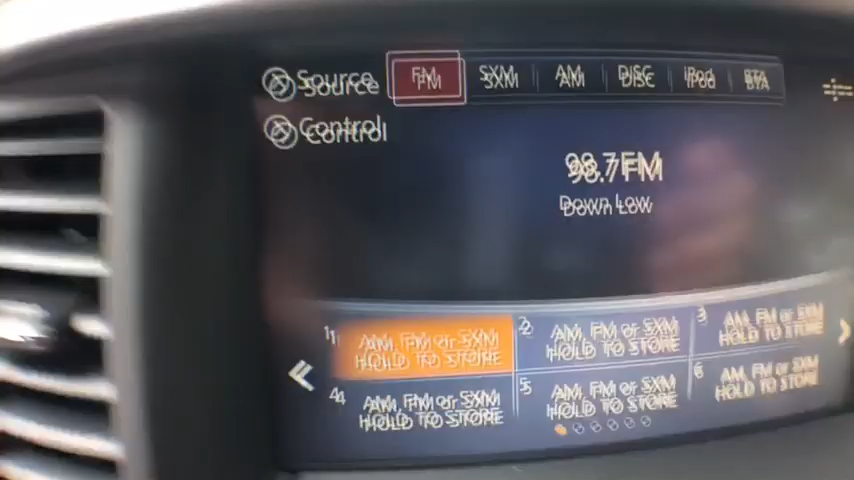 Source FM SXM AM DISC iPod BTA
Control
98.7 FM
Down Low
1 AM, FM or SXM
HOLD TO STORE
2 AM, FM or SXM
HOLD TO STORE
3 AM, FM or SXM
HOLD TO STORE
4 AM, FM or SXM
HOLD TO STORE
5 AM, FM or SXM
HOLD TO STORE
6 AM, FM or SXM
HOLD TO STORE